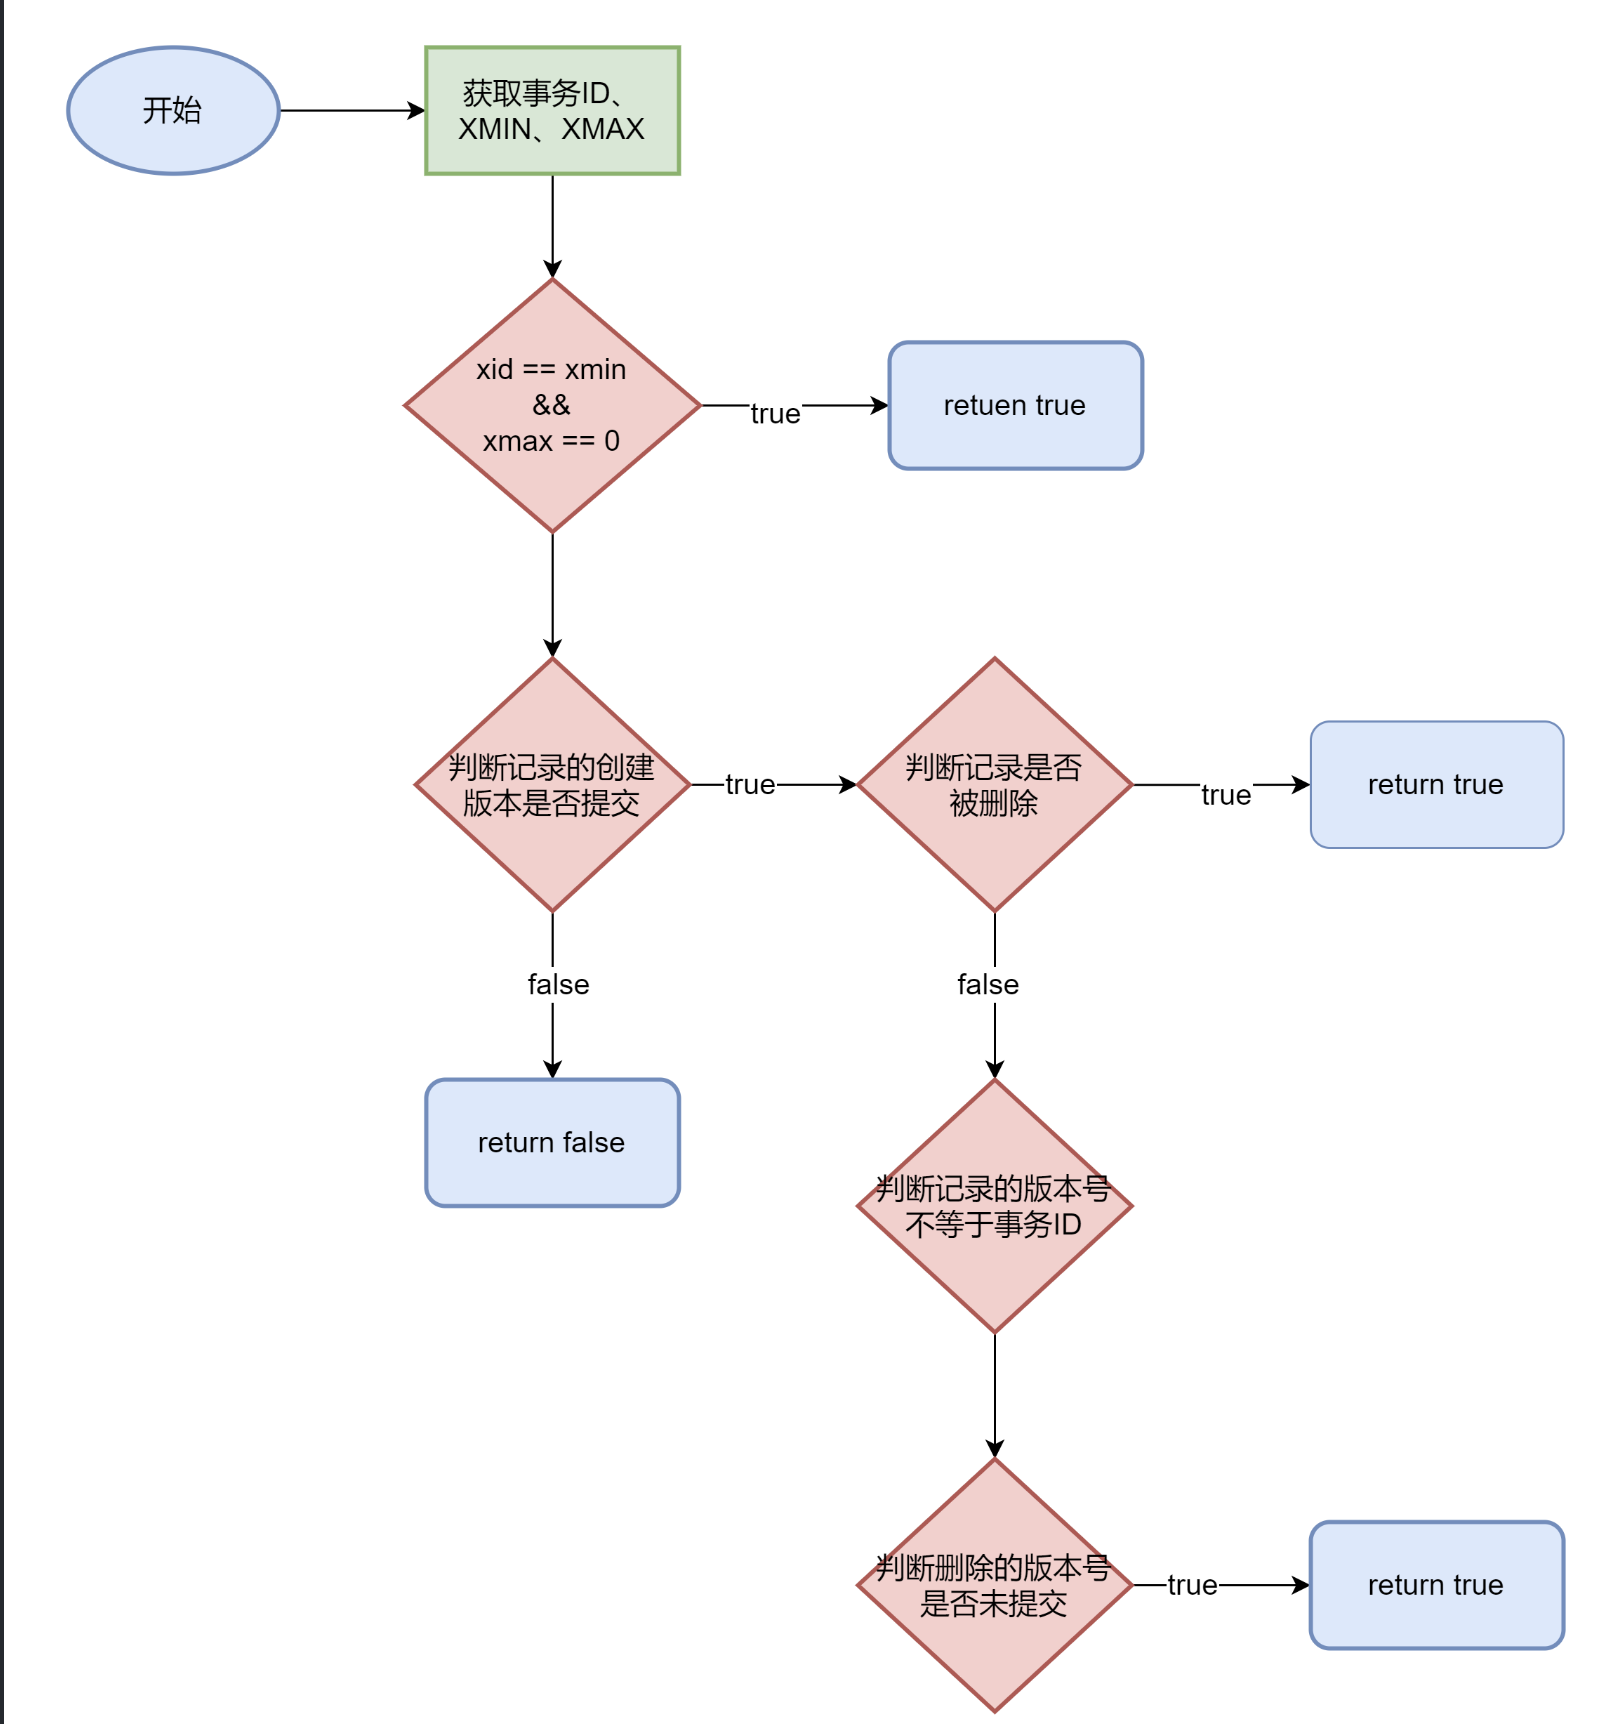 开始
获取事务ID、
XMIN、XMAX
xid == xmin
&&
xmax == 0
true
retuen true
判断记录的创建
版本是否提交
true
判断记录是否
被删除
true
return true
false
false
return false
判断记录的版本号
不等于事务ID
判断删除的版本号
是否未提交
true
return true